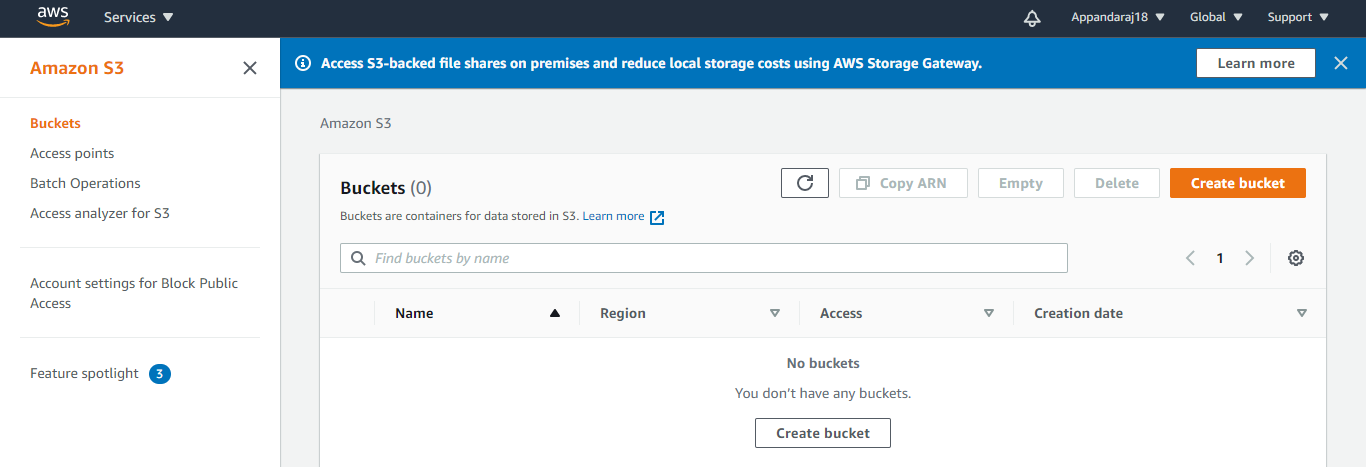 aws
Services
Appandaraj18
Global
Support
Amazon S3
Buckets
Access points
Batch Operations
Access analyzer for S3
Account settings for Block Public
Access
Feature spotlight 3
Access S3-backed file shares on premises and reduce local storage costs using AWS Storage Gateway.
Learn more
Amazon S3
Buckets (0)
Copy ARN
Empty
Delete
Create bucket
Buckets are containers for data stored in S3. Learn more
Find buckets by name
1
Name
Region
Access
Creation date
No buckets
You don't have any buckets.
Create bucket